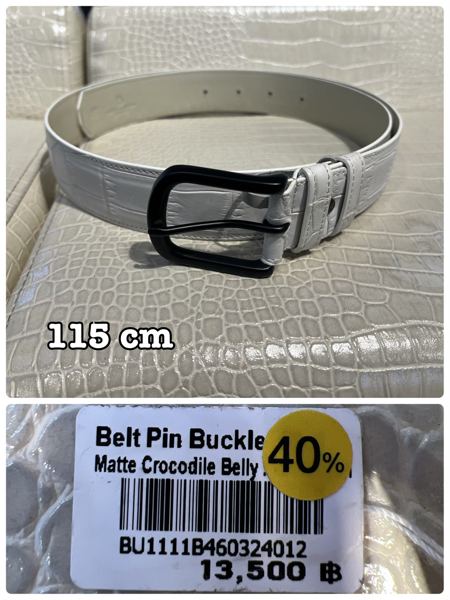 115 cm
Belt Pin Buckle
40%
Matte Crocodile Belly
BU1111B460324012
13,500 ฿